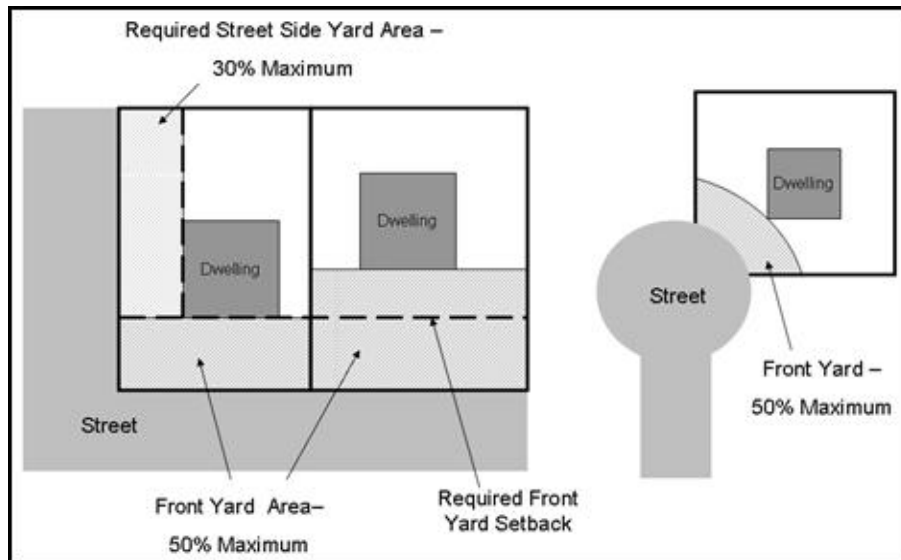 Required Street Side Yard Area –
30% Maximum
Dwelling
Dwelling
Street
Front Yard Area–
50% Maximum
Required Front
Yard Setback
Dwelling
Street
Front Yard –
50% Maximum